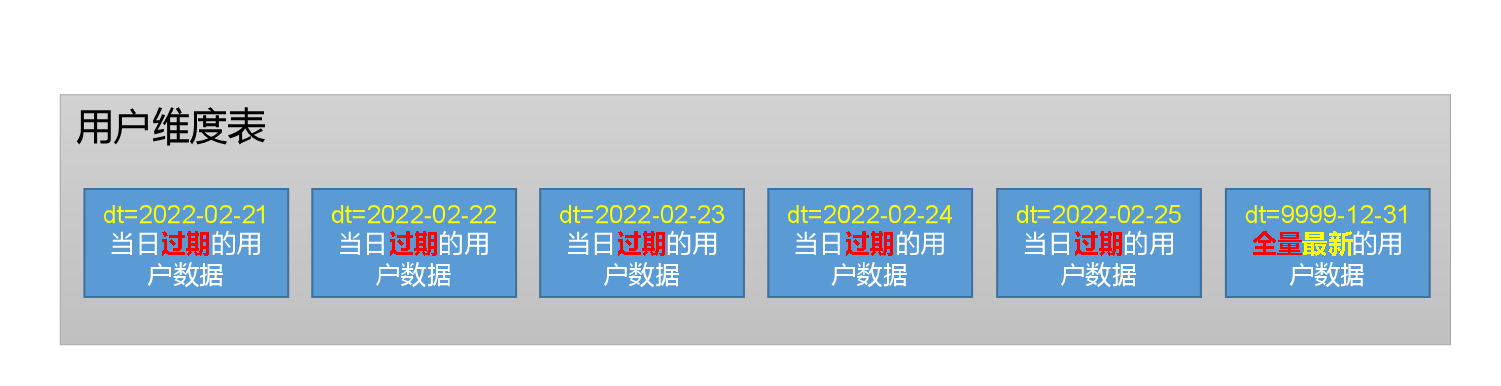 用户维度表
dt=2022-02-21
当日过期的用
户数据
dt=2022-02-22
当日过期的用
户数据
dt=2022-02-23
当日过期的用
户数据
dt=2022-02-24
当日过期的用
户数据
dt=2022-02-25
当日过期的用
户数据
dt=9999-12-31
全量最新的用
户数据